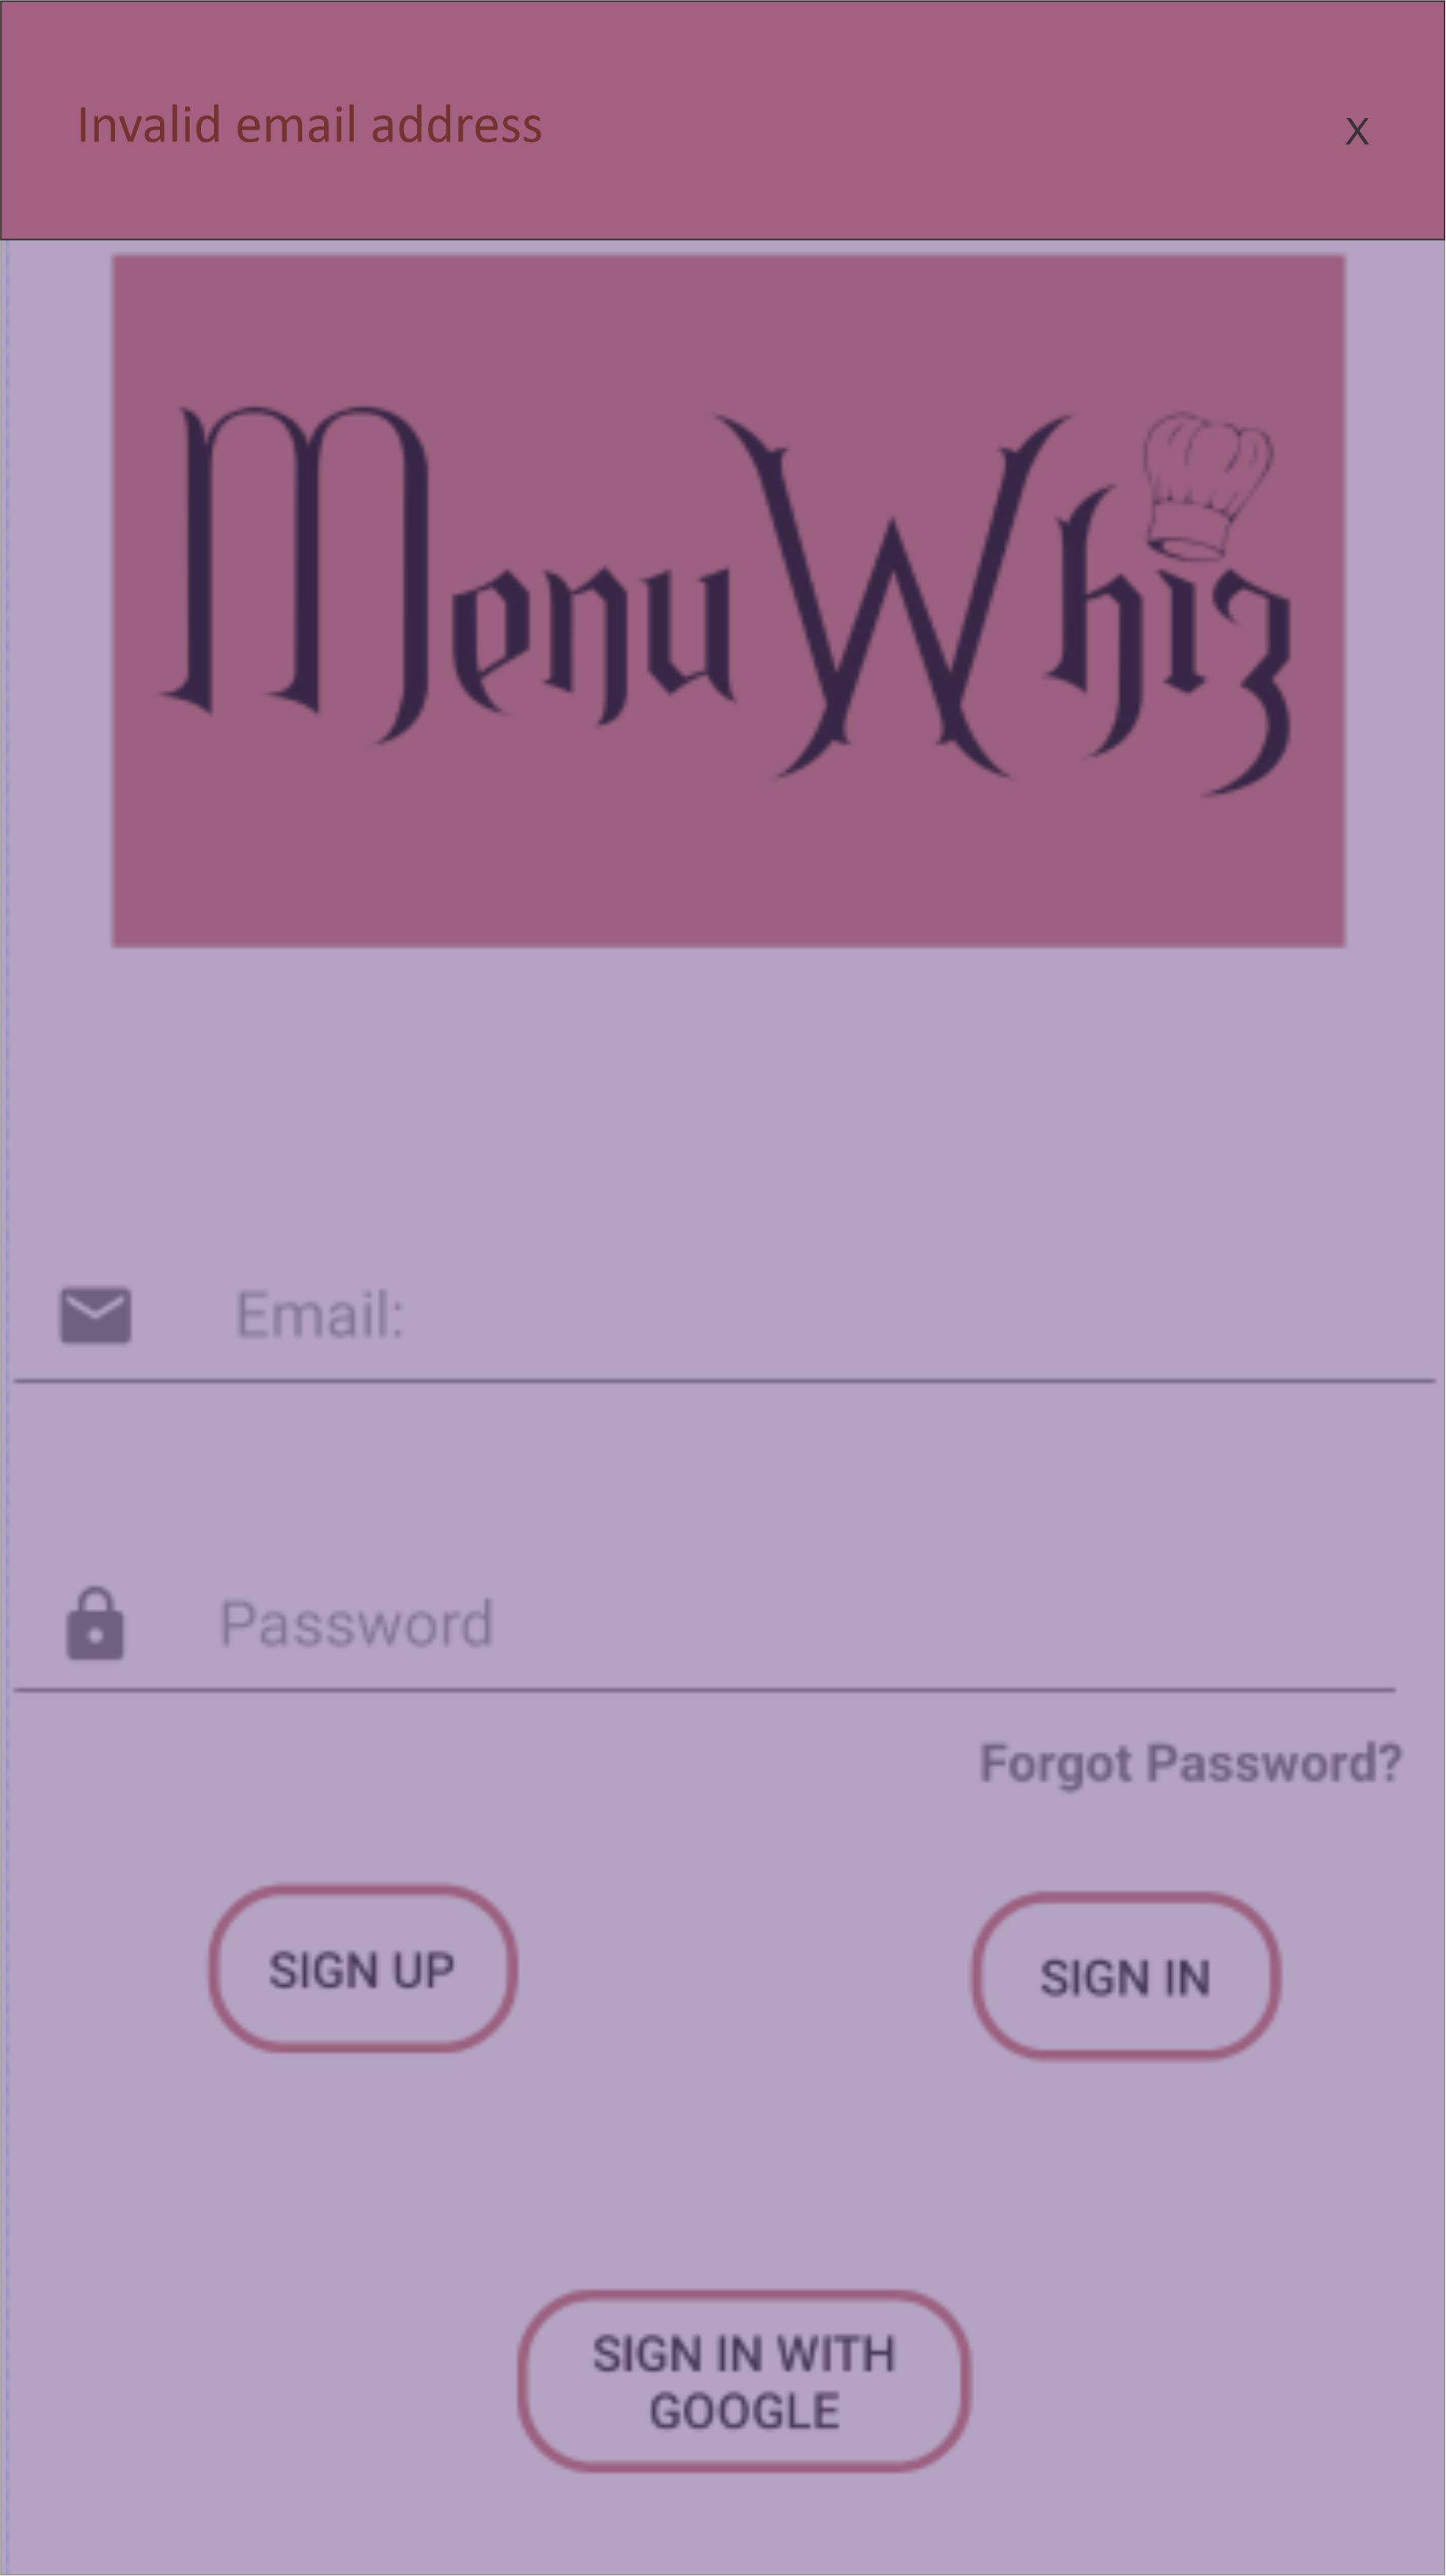 Invalid email address X
MenuWhiz
Email:
Password
Forgot Password?
SIGN UP
SIGN IN
SIGN IN WITH
GOOGLE